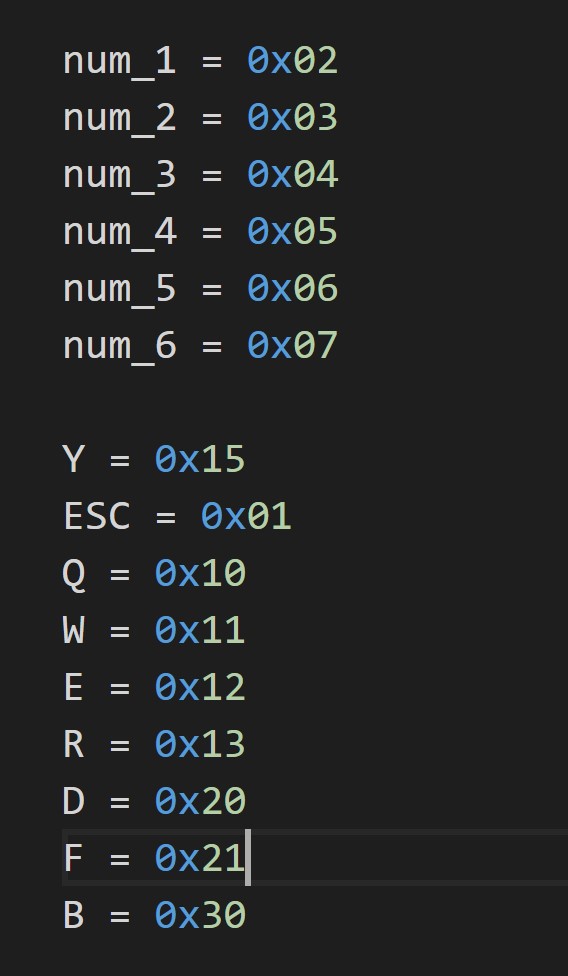 num_1 = 0x02
num_2 = 0x03
num_3 = 0x04
num_4 = 0x05
num_5 = 0x06
num_6 = 0x07
Y = 0x15
ESC = 0x01
Q = 0x10
W = 0x11
E = 0x12
R = 0x13
D = 0x20
F = 0x21
B = 0x30